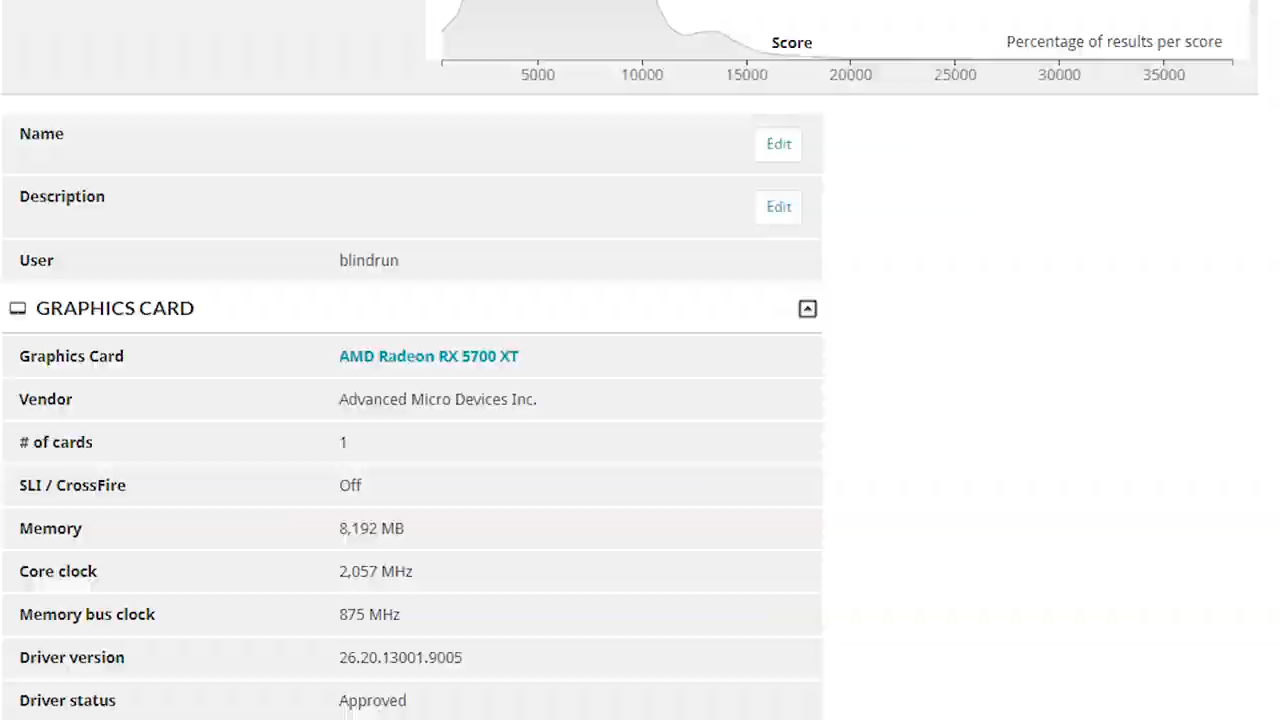 Score Percentage of results per score
5000 10000 15000 20000 25000 30000 35000
Name Edit
Description Edit
User blindrun
GRAPHICS CARD
Graphics Card AMD Radeon RX 5700 XT
Vendor Advanced Micro Devices Inc.
# of cards 1
SLI / CrossFire Off
Memory 8,192 MB
Core clock 2,057 MHz
Memory bus clock 875 MHz
Driver version 26.20.13001.9005
Driver status Approved